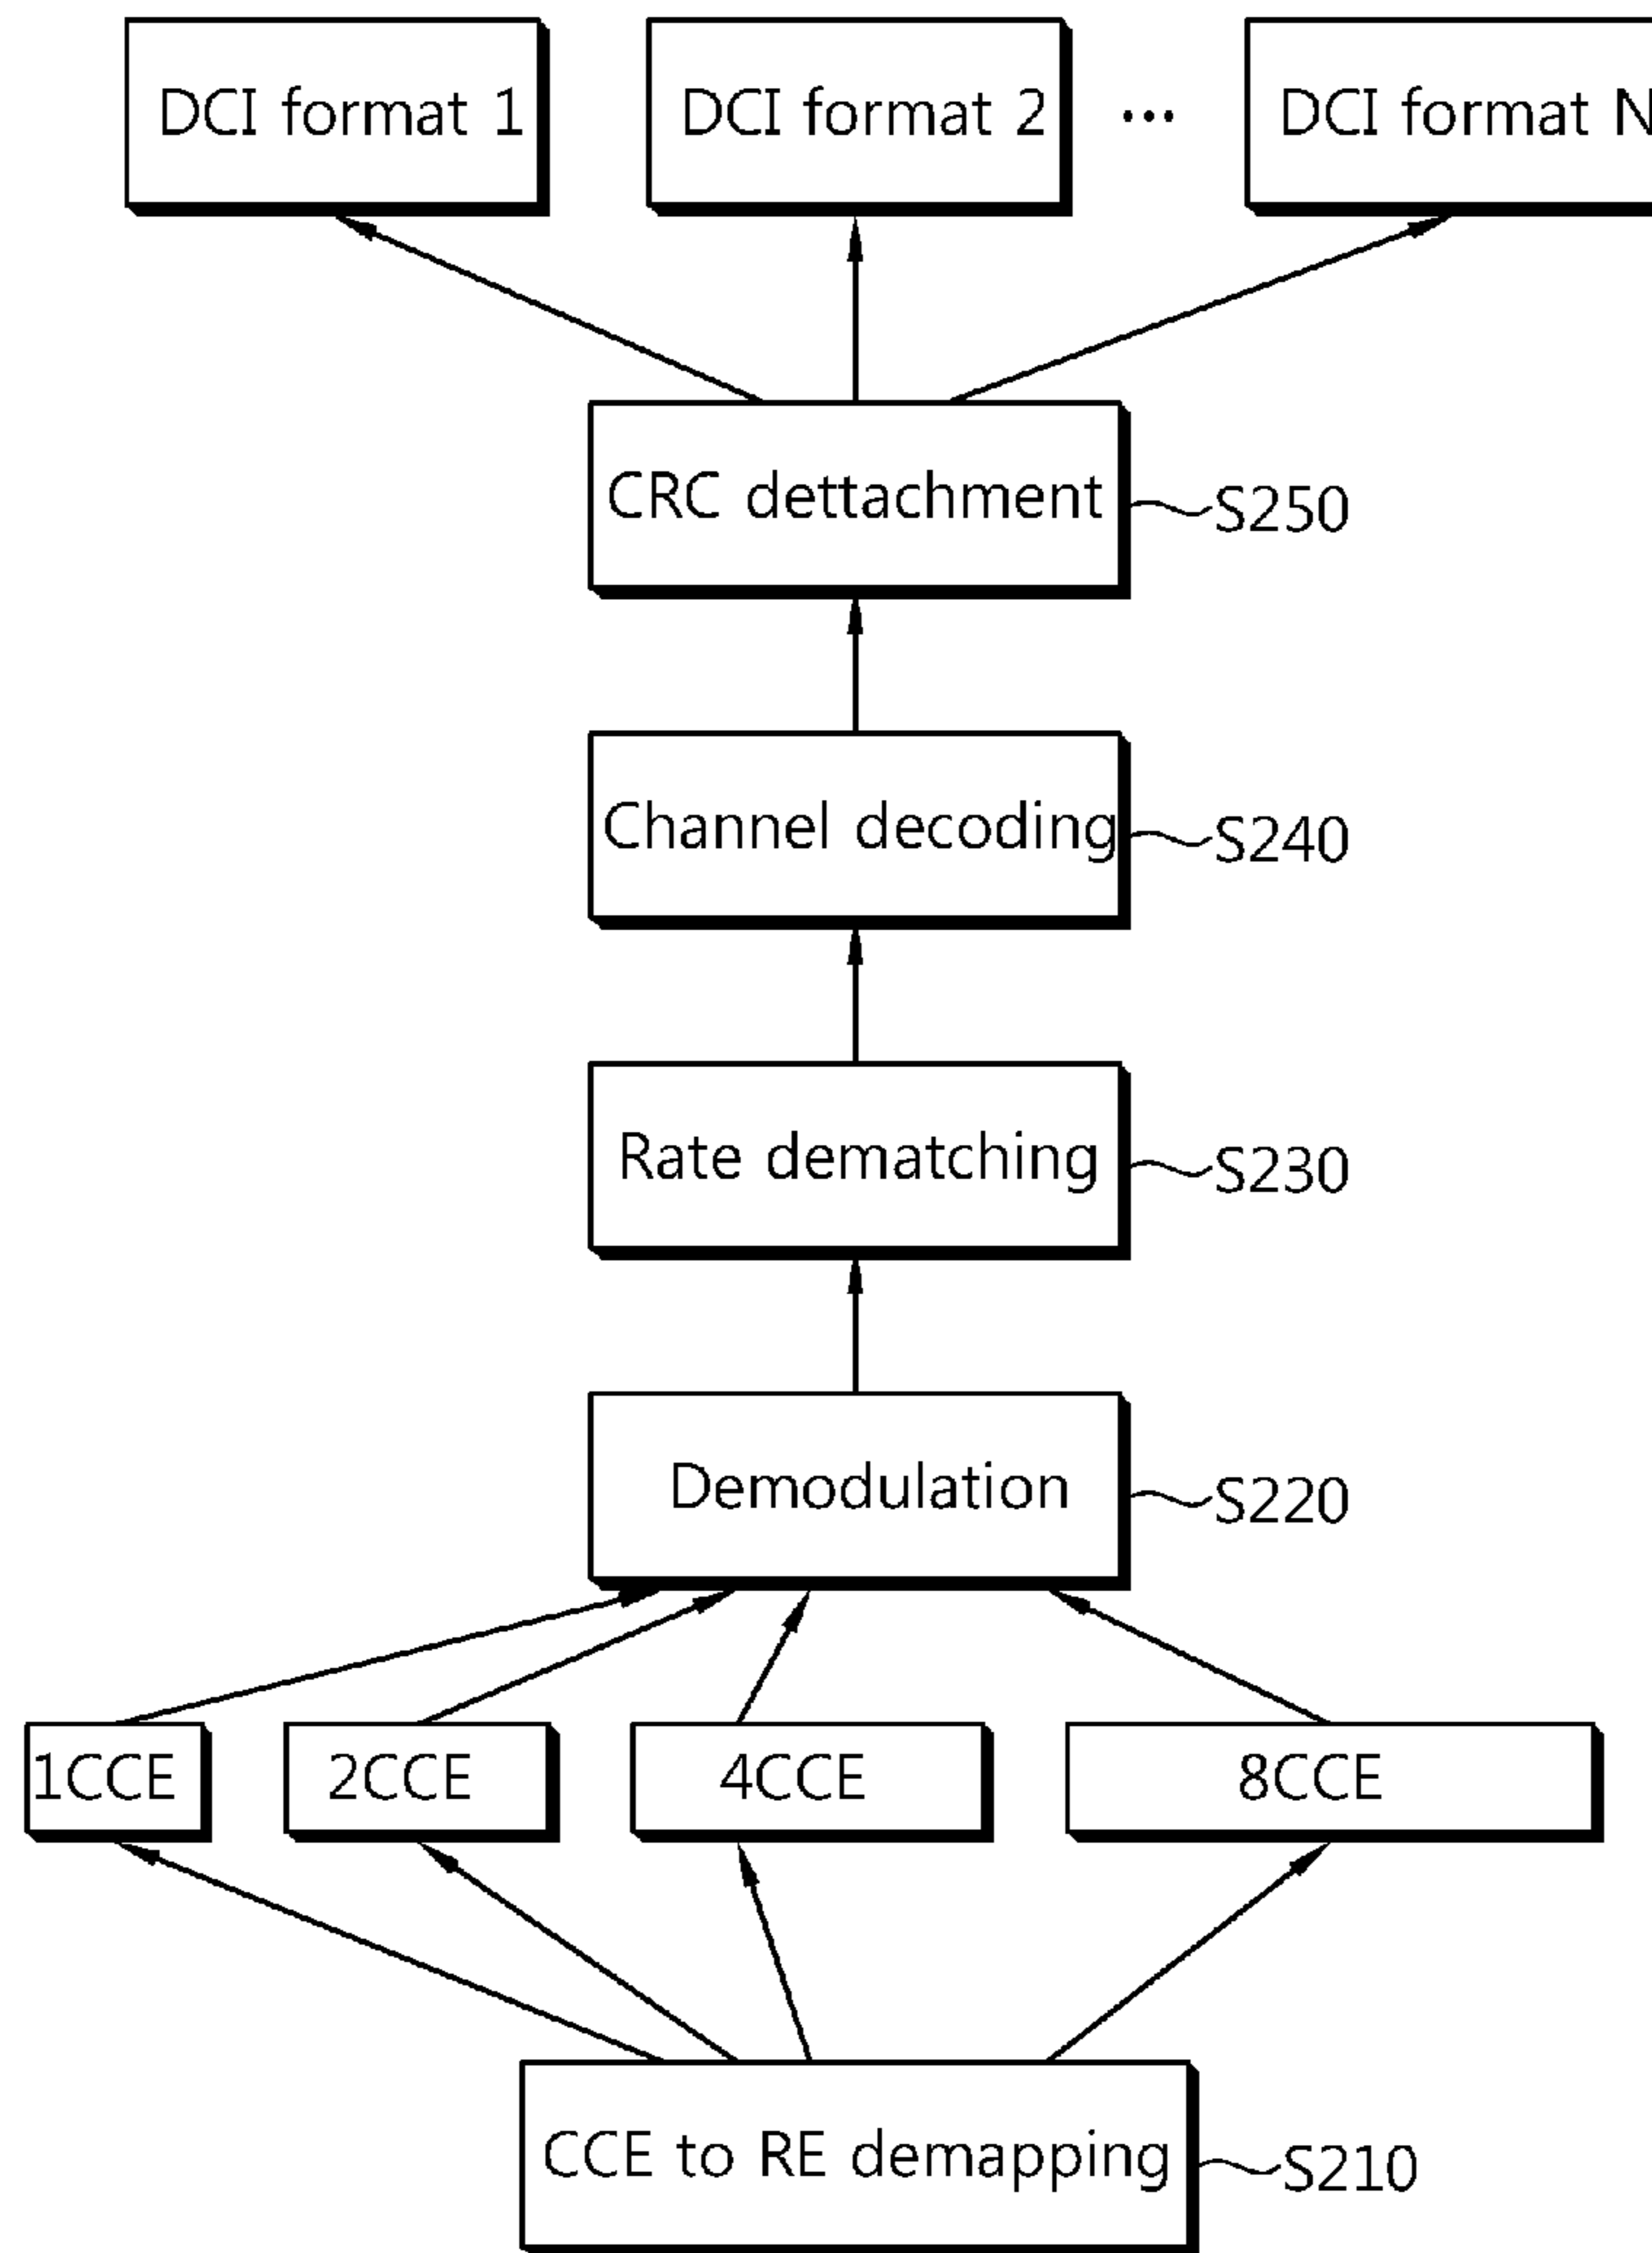 DCI format 1
DCI format 2
...
DCI format N
CRC dettachment
S250
Channel decoding
S240
Rate dematching
S230
Demodulation
S220
1CCE
2CCE
4CCE
8CCE
CCE to RE demapping
S210